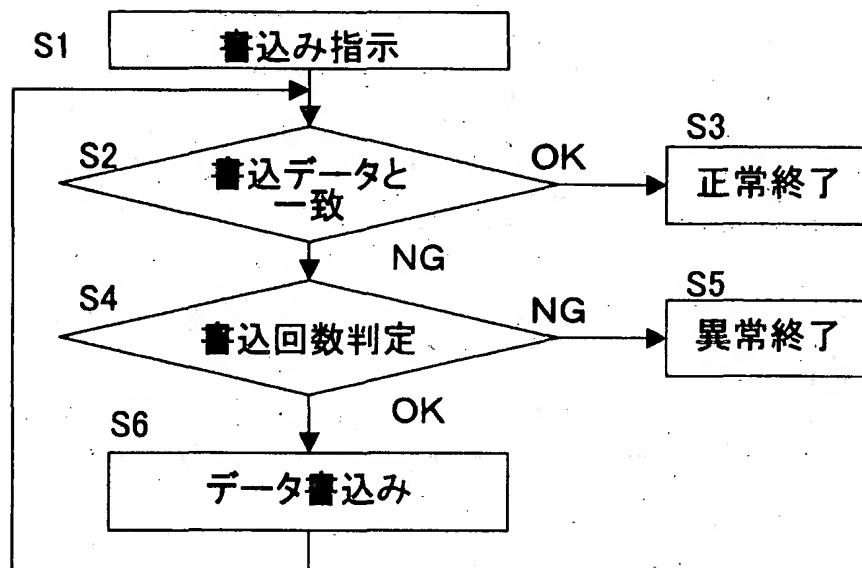 S1
書込み指示
S2
書込データと
一致
OK
S3
正常終了
NG
S4
書込回数判定
NG
S5
異常終了
OK
S6
データ書込み